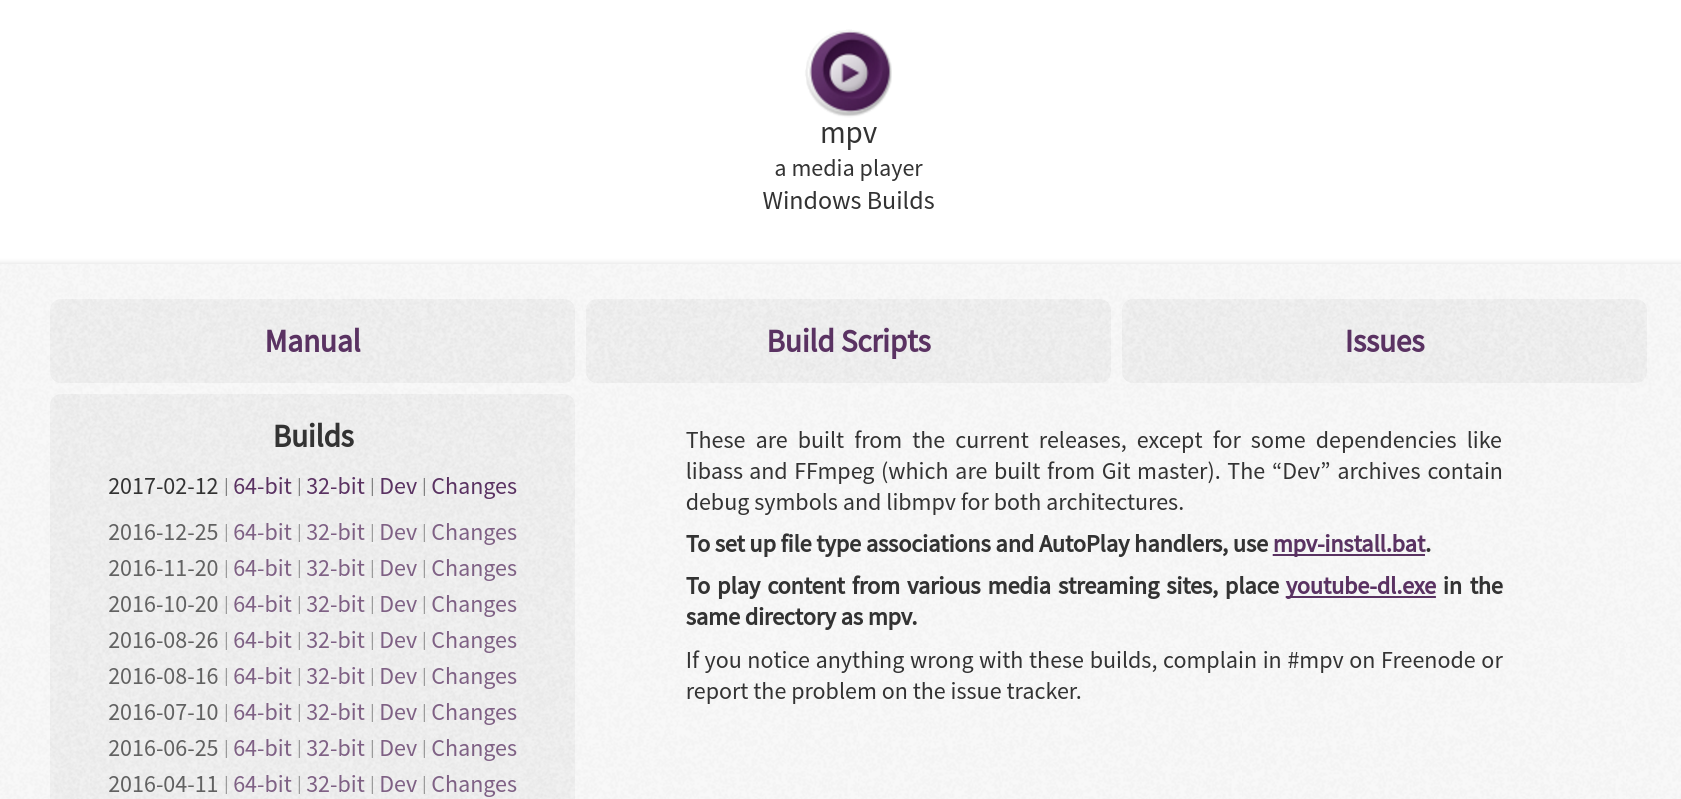 mpv
a media player
Windows Builds
Manual
Build Scripts
Issues
Builds
2017-02-12 | 64-bit | 32-bit | Dev | Changes
2016-12-25 | 64-bit | 32-bit | Dev | Changes
2016-11-20 | 64-bit | 32-bit | Dev | Changes
2016-10-20 | 64-bit | 32-bit | Dev | Changes
2016-08-26 | 64-bit | 32-bit | Dev | Changes
2016-08-16 | 64-bit | 32-bit | Dev | Changes
2016-07-10 | 64-bit | 32-bit | Dev | Changes
2016-06-25 | 64-bit | 32-bit | Dev | Changes
2016-04-11 | 64-bit | 32-bit | Dev | Changes
These are built from the current releases, except for some dependencies like
libass and FFmpeg (which are built from Git master). The “Dev” archives contain
debug symbols and libmpv for both architectures.
To set up file type associations and AutoPlay handlers, use mpv-install.bat.
To play content from various media streaming sites, place youtube-dl.exe in the
same directory as mpv.
If you notice anything wrong with these builds, complain in #mpv on Freenode or
report the problem on the issue tracker.